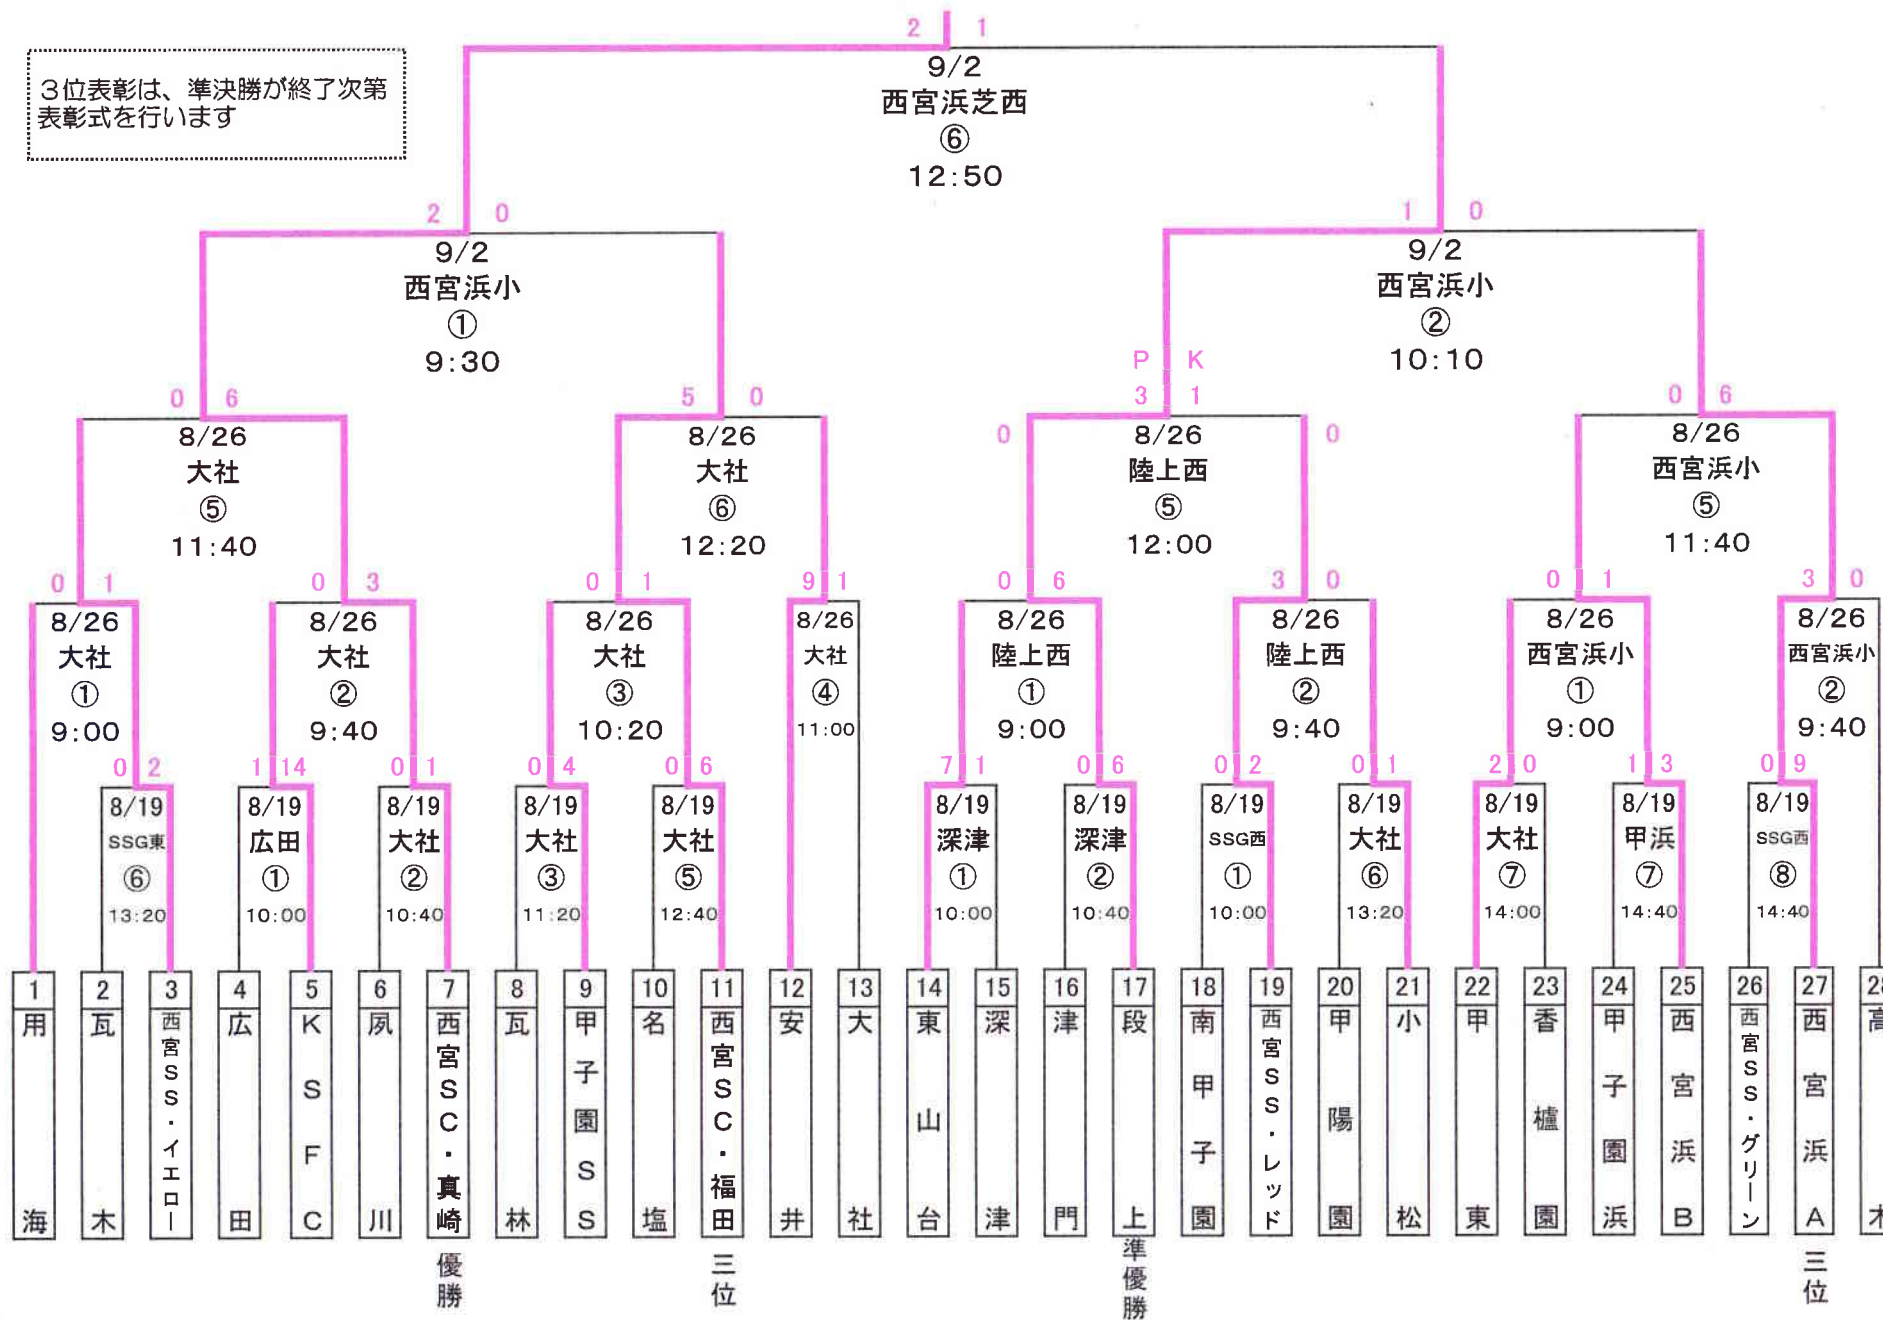 2 1
9/2
西宮浜芝西
⑥
12:50
3位表彰は、準決勝が終了次第
表彰式を行います
2 0
9/2
西宮浜小
①
9:30
1 0
9/2
西宮浜小
②
10:10
0 6
8/26
大社
⑤
11:40
5 0
8/26
大社
⑥
12:20
P K
3 1
0 0
8/26
陸上西
⑤
12:00
0 6
8/26
西宮浜小
⑤
11:40
0 1
8/26
大社
①
9:00
0 3
8/26
大社
②
9:40
0 1
8/26
大社
③
10:20
9 1
8/26
大社
④
11:00
0 6
8/26
陸上西
①
9:00
3 0
8/26
陸上西
②
9:40
0 1
8/26
西宮浜小
①
9:00
3 0
8/26
西宮浜小
②
9:40
0 2
8/19
SSG東
⑥
13:20
1 14
8/19
広田
①
10:00
0 1
8/19
大社
②
10:40
0 4
8/19
大社
③
11:20
0 6
8/19
大社
⑤
12:40
7 1
8/19
深津
①
10:00
0 6
8/19
深津
②
10:40
0 2
8/19
SSG西
①
10:00
0 1
8/19
大社
⑥
13:20
2 0
8/19
大社
⑦
14:00
1 3
8/19
甲浜
⑦
14:40
0 9
8/19
SSG西
⑧
14:40
1
用海
2
瓦木
3
西宮SS・イエロー
4
広田
5
KSFC
6
夙川
7
西宮SC・真崎
優勝
8
瓦林
9
甲子園SS
10
名塩
11
西宮SC・福田
三位
12
安井
13
大社
14
東山台
15
深津
16
津門
17
段上
準優勝
18
南甲子園
19
西宮SS・レッド
20
甲陽園
21
小松
22
甲東
23
香櫨園
24
甲子園浜
25
西宮浜B
26
西宮SS・グリーン
27
西宮浜A
三位
28
高木